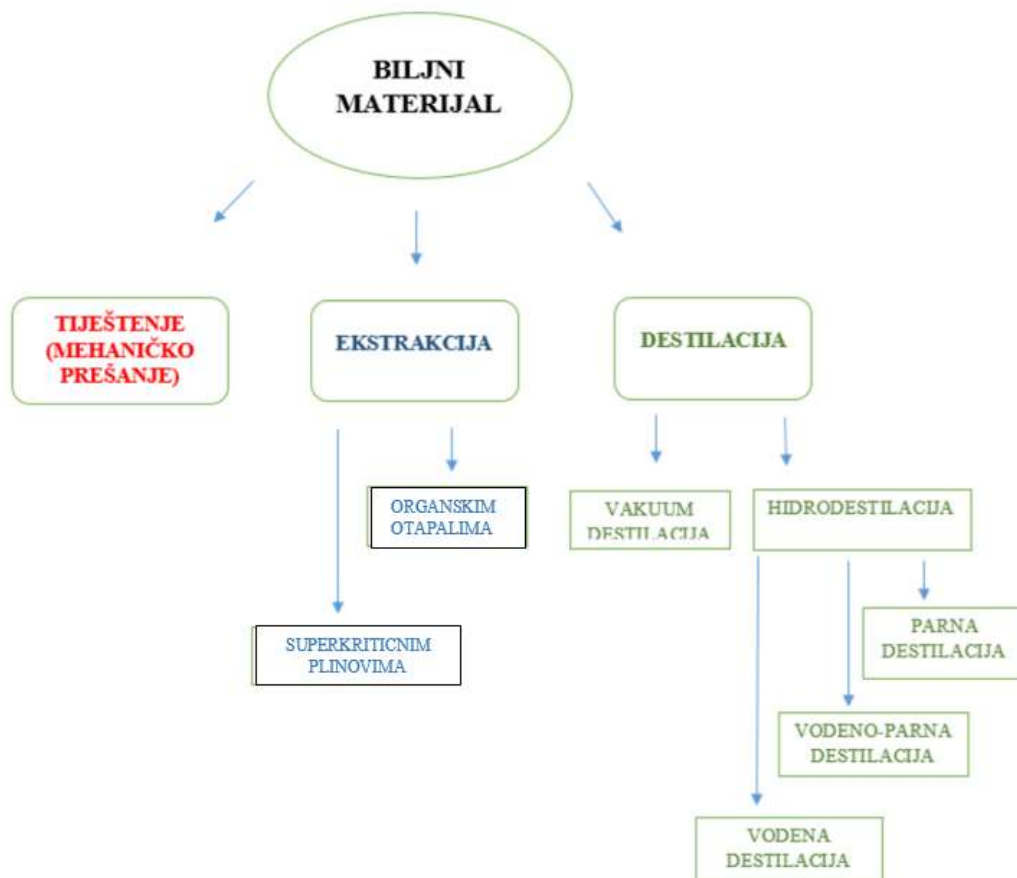 BILJNI
MATERIJAL
TIJEŠTENJE
(MEHANIČKO
PREŠANJE)
EKSTRAKCIJA
DESTILACIJA
ORGANSKIM
OTAPALIMA
VAKUUM
DESTILACIJA
HIDRODESTILACIJA
SUPERKRITICNIM
PLINOVIMA
PARNA
DESTILACIJA
VODENO-PARNA
DESTILACIJA
VODENA
DESTILACIJA